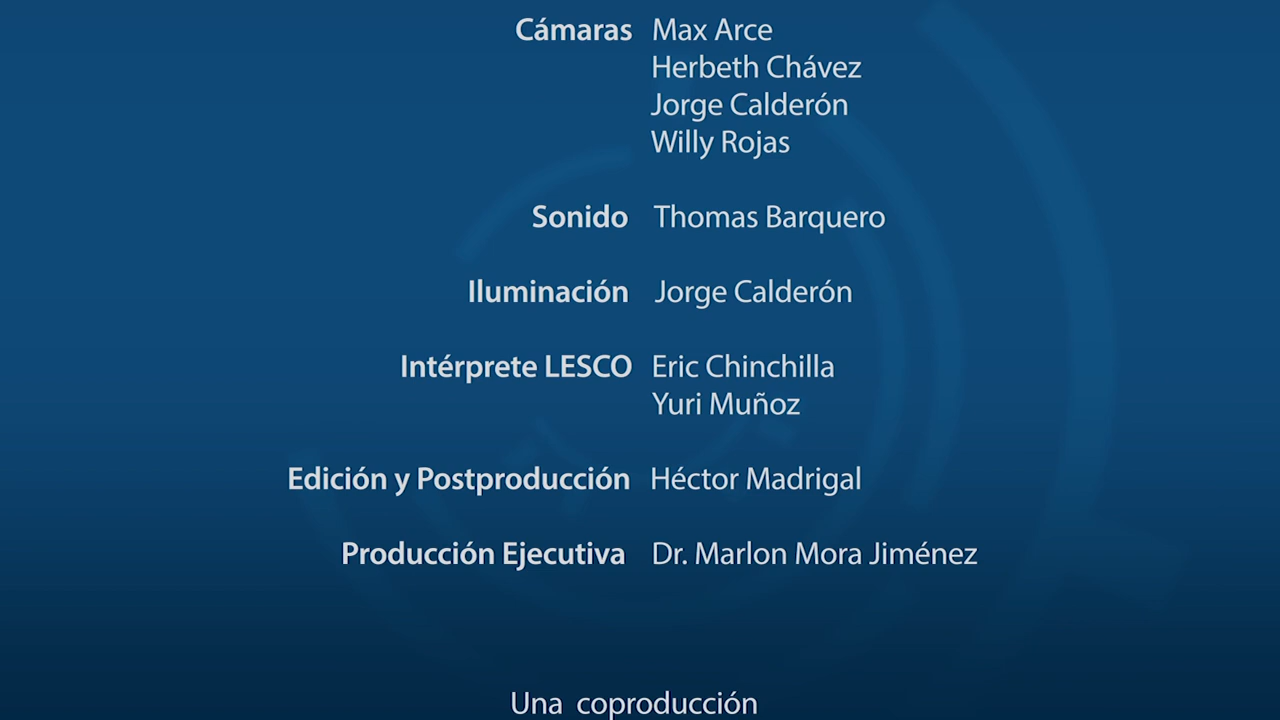 Cámaras Max Arce
Herbeth Chávez
Jorge Calderón
Willy Rojas
Sonido Thomas Barquero
Iluminación Jorge Calderón
Intérprete LESCO Eric Chinchilla
Yuri Muñoz
Edición y Postproducción Héctor Madrigal
Producción Ejecutiva Dr. Marlon Mora Jiménez
Una coproducción